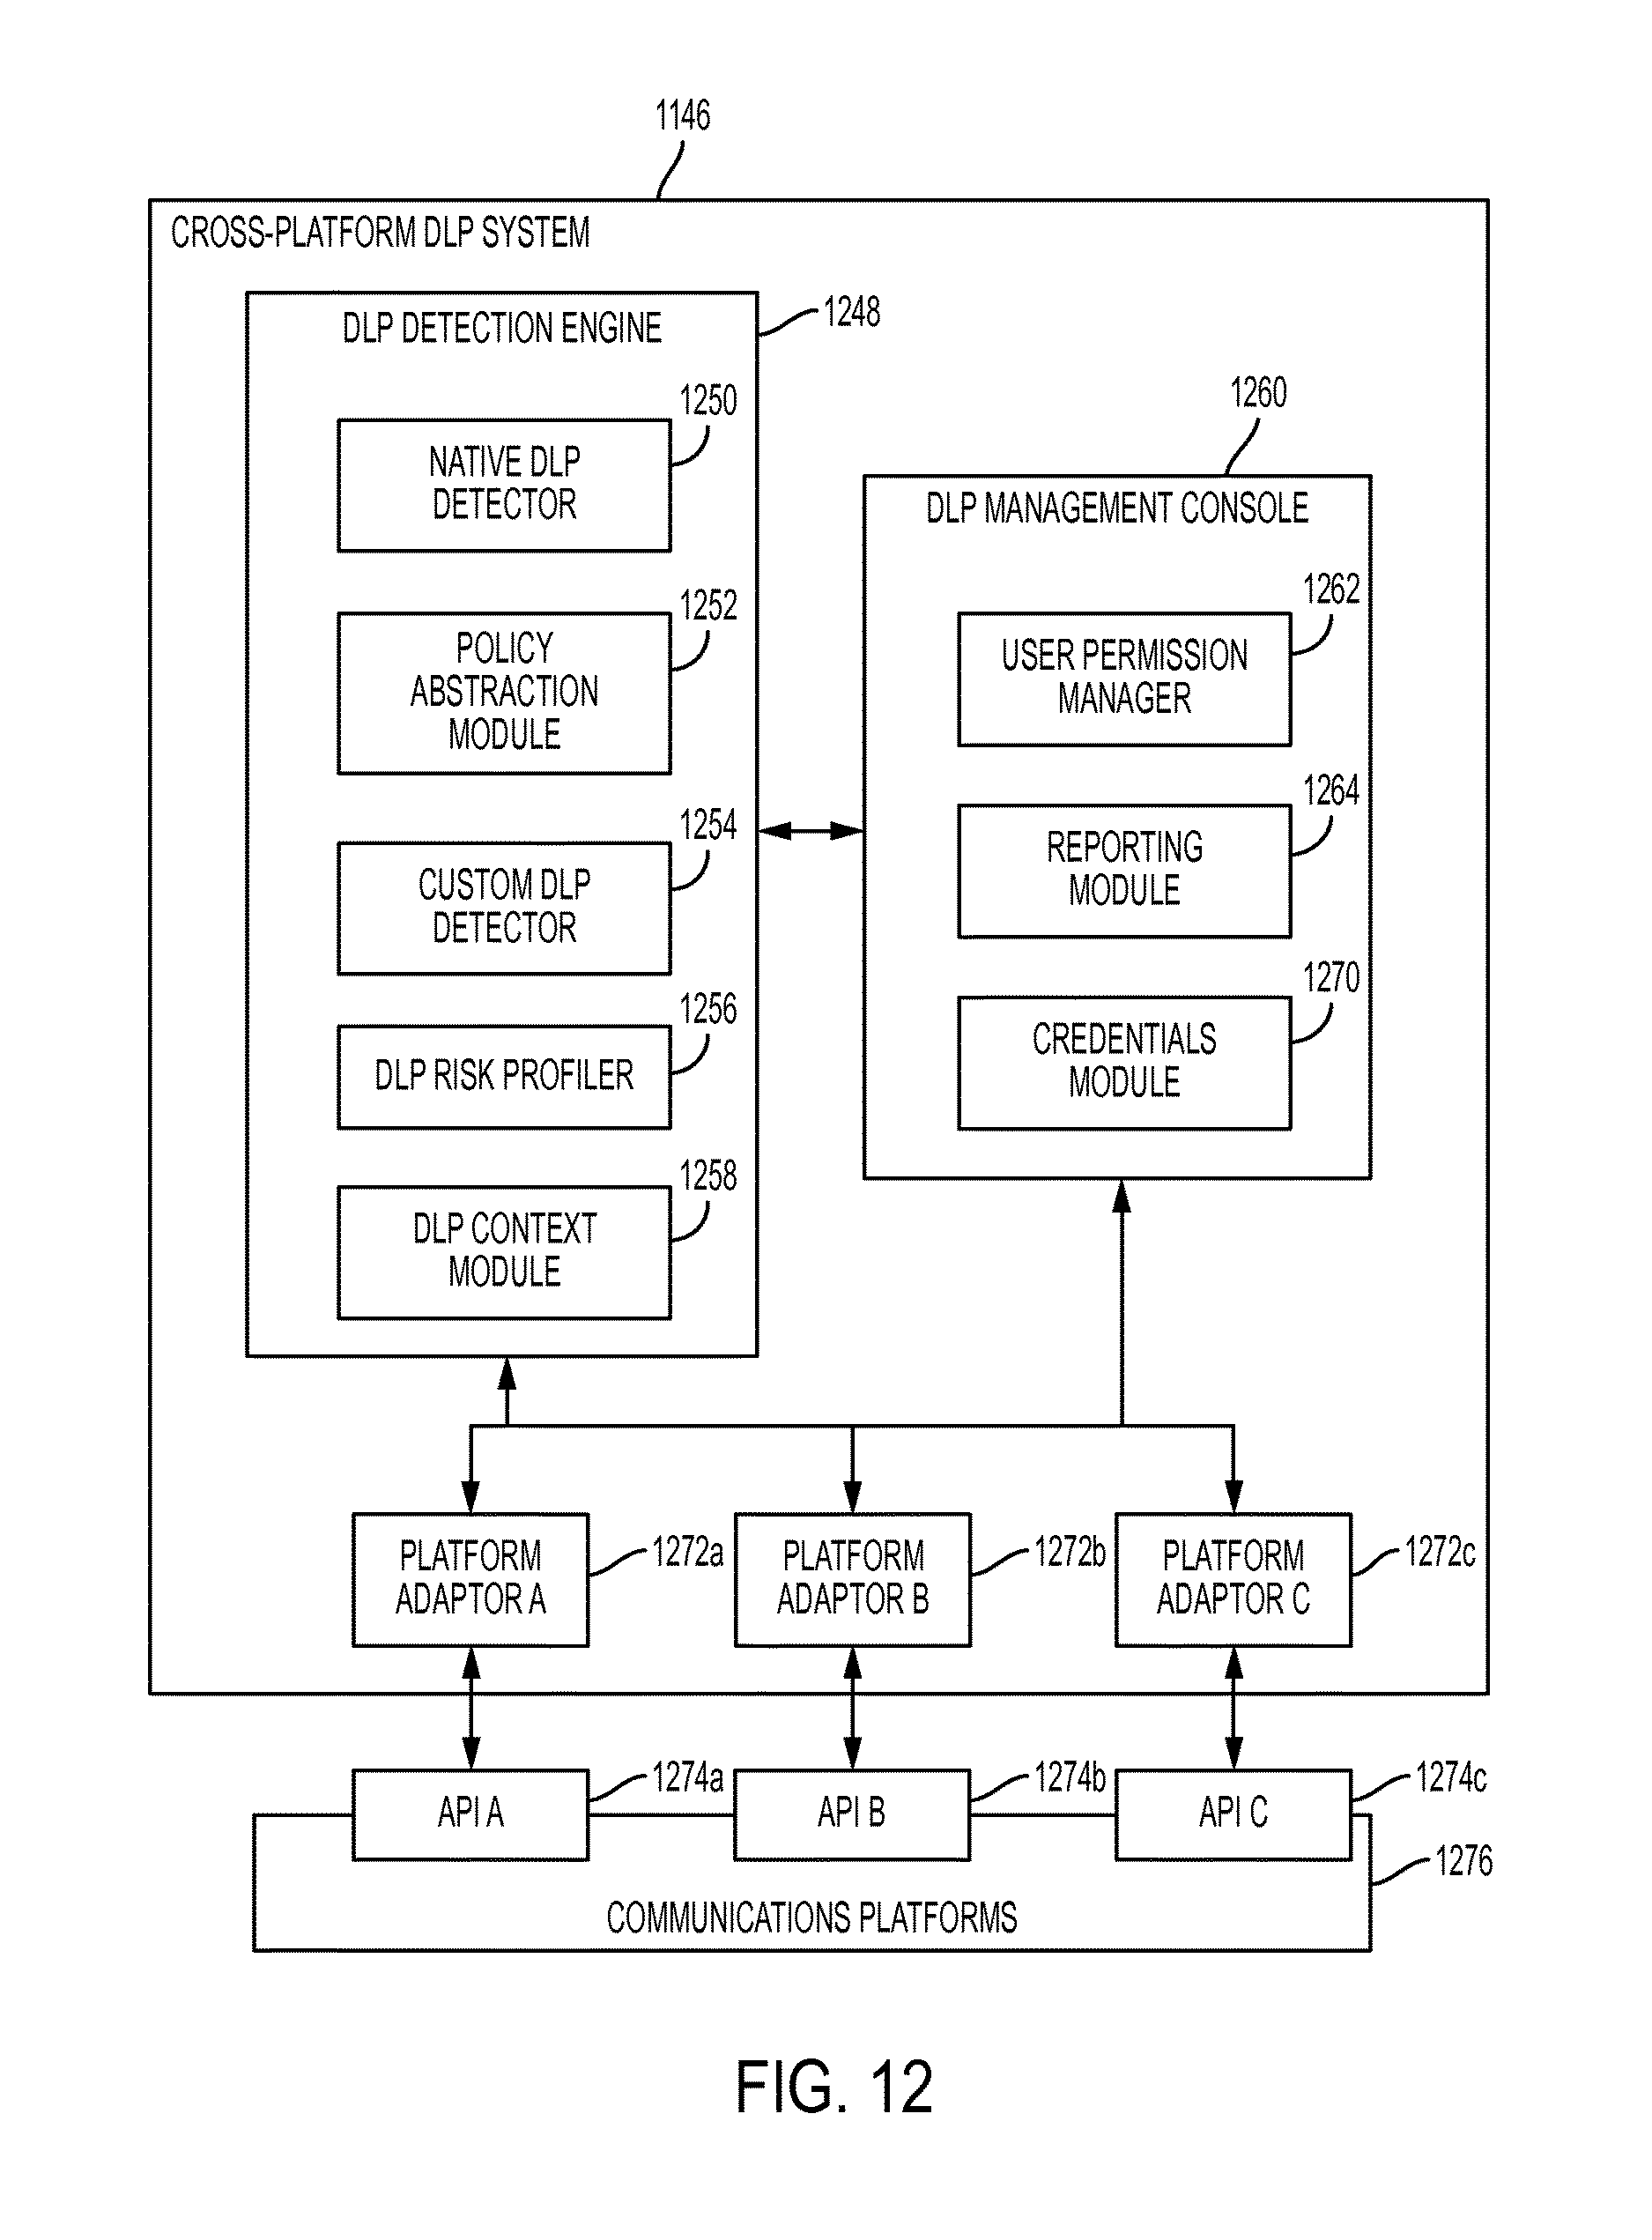 1146
CROSS-PLATFORM DLP SYSTEM
DLP DETECTION ENGINE
1248
1250
NATIVE DLP
DETECTOR
1252
POLICY
ABSTRACTION
MODULE
1254
CUSTOM DLP
DETECTOR
1256
DLP RISK PROFILER
1258
DLP CONTEXT
MODULE
1260
DLP MANAGEMENT CONSOLE
1262
USER PERMISSION
MANAGER
1264
REPORTING
MODULE
1270
CREDENTIALS
MODULE
PLATFORM
ADAPTOR A
1272a
PLATFORM
ADAPTOR B
1272b
PLATFORM
ADAPTOR C
1272c
API A
1274a
API B
1274b
API C
1274c
1276
COMMUNICATIONS PLATFORMS
FIG. 12